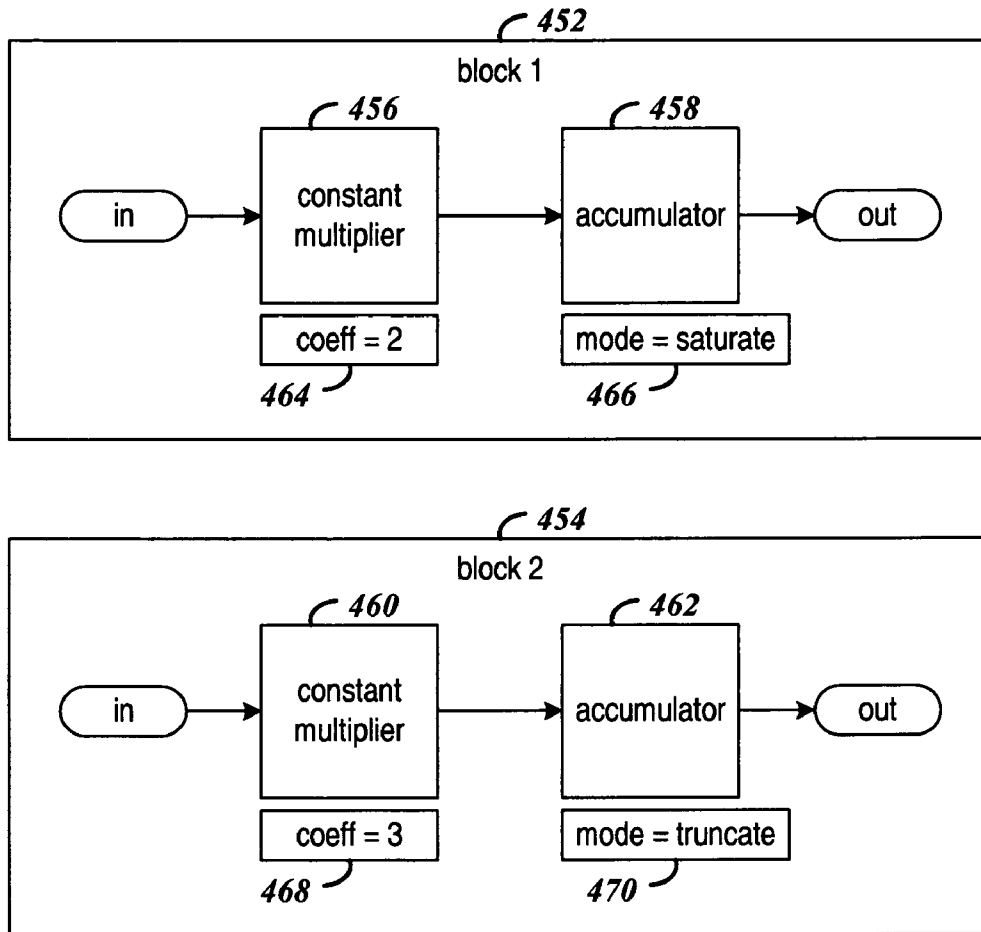 452
block 1
456
458
in
constant
multiplier
accumulator
out
coeff = 2
mode = saturate
464
466
454
block 2
460
462
in
constant
multiplier
accumulator
out
coeff = 3
mode = truncate
468
470